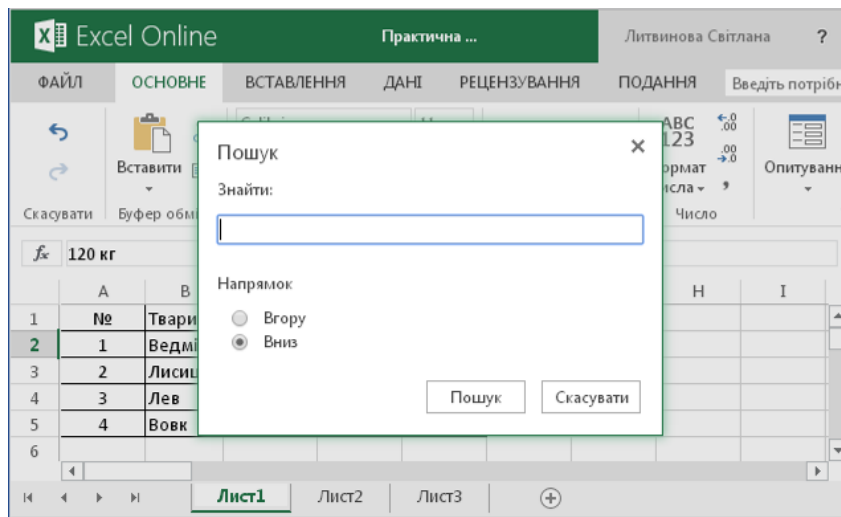 Excel Online Практична ... Литвинова Світлана ?
ФАЙЛ ОСНОВНЕ ВСТАВЛЕННЯ ДАНІ РЕЦЕНЗУВАННЯ ПОДАННЯ Введіть потрібн
ABC
123
Вставити ормат Опитуванн
исла
Скасувати Буфер обмі Число
Пошук
Знайти:
Напрямок
Вгору
Вниз
Пошук Скасувати
fx 120 кг
A B H I
1 № Твари
2 1 Ведмі
3 2 Лисиц
4 3 Лев
5 4 Вовк
6
Лист1 Лист2 Лист3